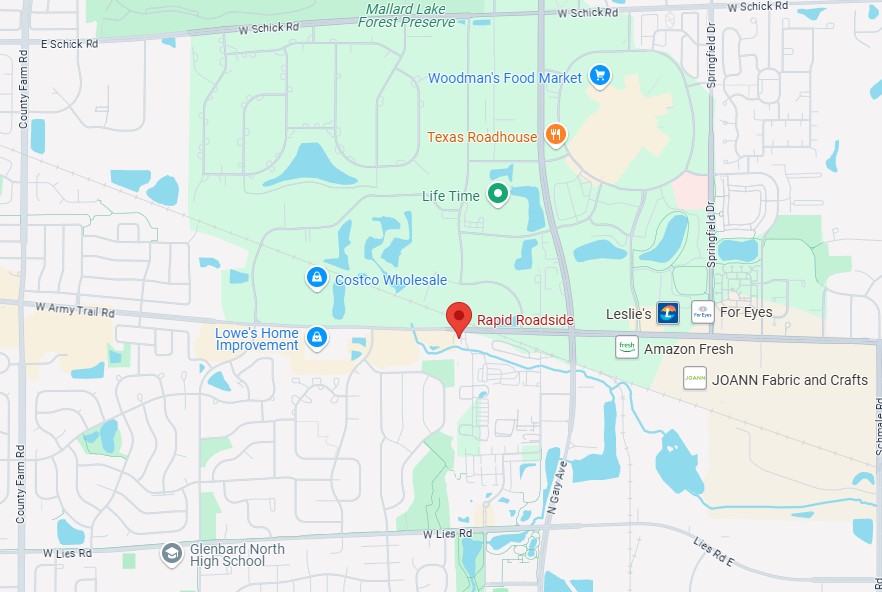 Mallard Lake
Forest Preserve
W Schick Rd
W Schick Rd
W Schick Rd
E Schick Rd
County Farm Rd
Springfield Dr
Woodman's Food Market
Texas Roadhouse
Life Time
Springfield Dr
Costco Wholesale
W Army Trail Rd
Lowe's Home
Improvement
Rapid Roadside
Leslie's
For Eyes
For Eyes
fresh
Amazon Fresh
JOANN
JOANN Fabric and Crafts
Schmale Rd
County Farm Rd
N Gary Ave
W Lies Rd
W Lies Rd
Lies Rd E
Glenbard North
High School
Rd